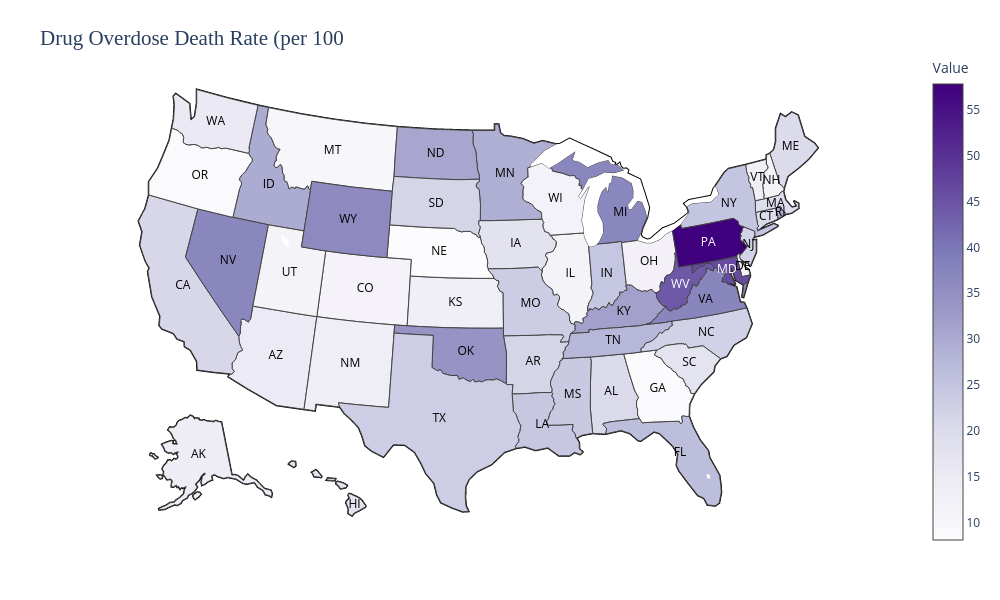 Drug Overdose Death Rate (per 100
Value
55
50
45
40
35
30
25
20
15
10
WA
OR
MT
ID
ND
MN
SD
WY
NE
IA
WI
MI
NY
VT
NH
ME
MA
CT
RI
NV
UT
CO
KS
MO
IL
IN
OH
PA
NJ
DE
MD
WV
VA
KY
CA
AZ
NM
OK
AR
TN
NC
SC
TX
LA
MS
AL
GA
FL
AK
HI